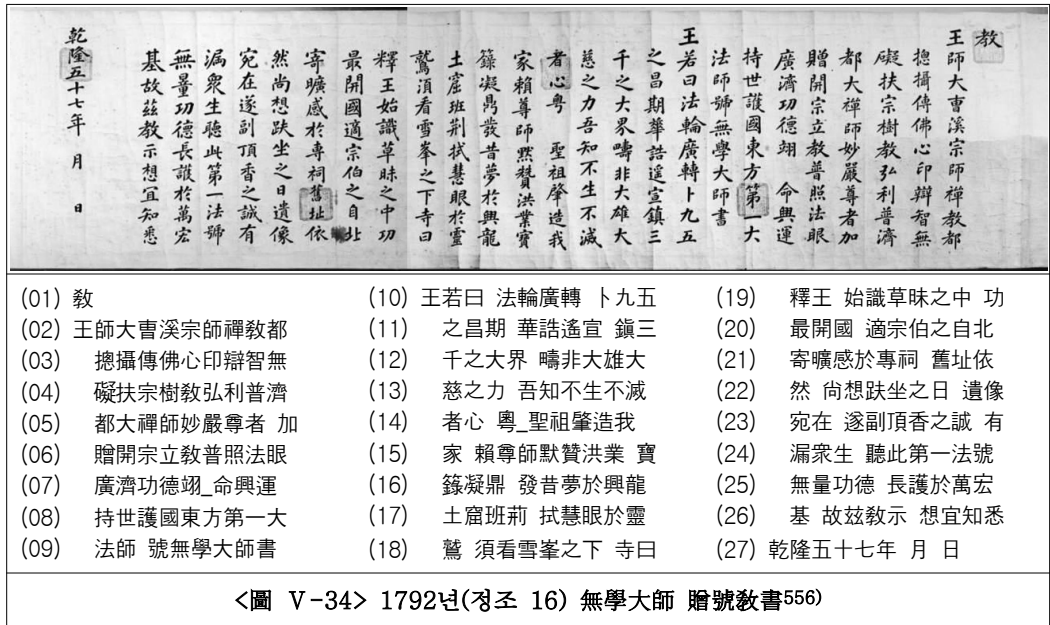 教
王師大曺溪宗師禪教都
摠攝傳佛心印辯智無
礙扶宗樹教弘利普濟
都大禪師妙嚴尊者加
贈開宗立教普照法眼
廣濟功德翊 命興運
持世護國東方第一大
法師號無學大師書
王若曰法輪廣轉卜九五
之昌期華誥遙宣鎭三
千之大界疇非大雄大
慈之力吾知不生不滅
者心粤 聖祖肇造我
家賴尊師默贊洪業寶
籙凝鼎發昔夢於興龍
土窟班荊拭慧眼於靈
鷲須看雪峯之下寺曰
釋王始識草昧之中功
最開國適宗伯之自北
寄曠感於專祠舊址依
然尚想趺坐之日遺像
宛在遂副頂香之誠有
漏衆生聽此第一法號
無量功德長護於萬宏
基故茲教示想宜知悉
乾隆五十七年 月 日
(01) 敎
(02) 王師大曺溪宗師禪敎都
(03) 摠攝傳佛心印辯智無
(04) 礙扶宗樹敎弘利普濟
(05) 都大禪師妙嚴尊者 加
(06) 贈開宗立敎普照法眼
(07) 廣濟功德翊_命興運
(08) 持世護國東方第一大
(09) 法師 號無學大師書
(10) 王若曰 法輪廣轉 卜九五
(11) 之昌期 華誥遙宣 鎭三
(12) 千之大界 疇非大雄大
(13) 慈之力 吾知不生不滅
(14) 者心 粤_聖祖肇造我
(15) 家 賴尊師默贊洪業 寶
(16) 籙凝鼎 發昔夢於興龍
(17) 土窟班荊 拭慧眼於靈
(18) 鷲 須看雪峯之下 寺曰
(19) 釋王 始識草昧之中 功
(20) 最開國 適宗伯之自北
(21) 寄曠感於專祠 舊址依
(22) 然 尙想趺坐之日 遺像
(23) 宛在 遂副頂香之誠 有
(24) 漏衆生 聽此第一法號
(25) 無量功德 長護於萬宏
(26) 基 故玆敎示 想宜知悉
(27) 乾隆五十七年 月 日
<圖 Ⅴ-34> 1792년(정조 16) 無學大師 贈號敎書556)